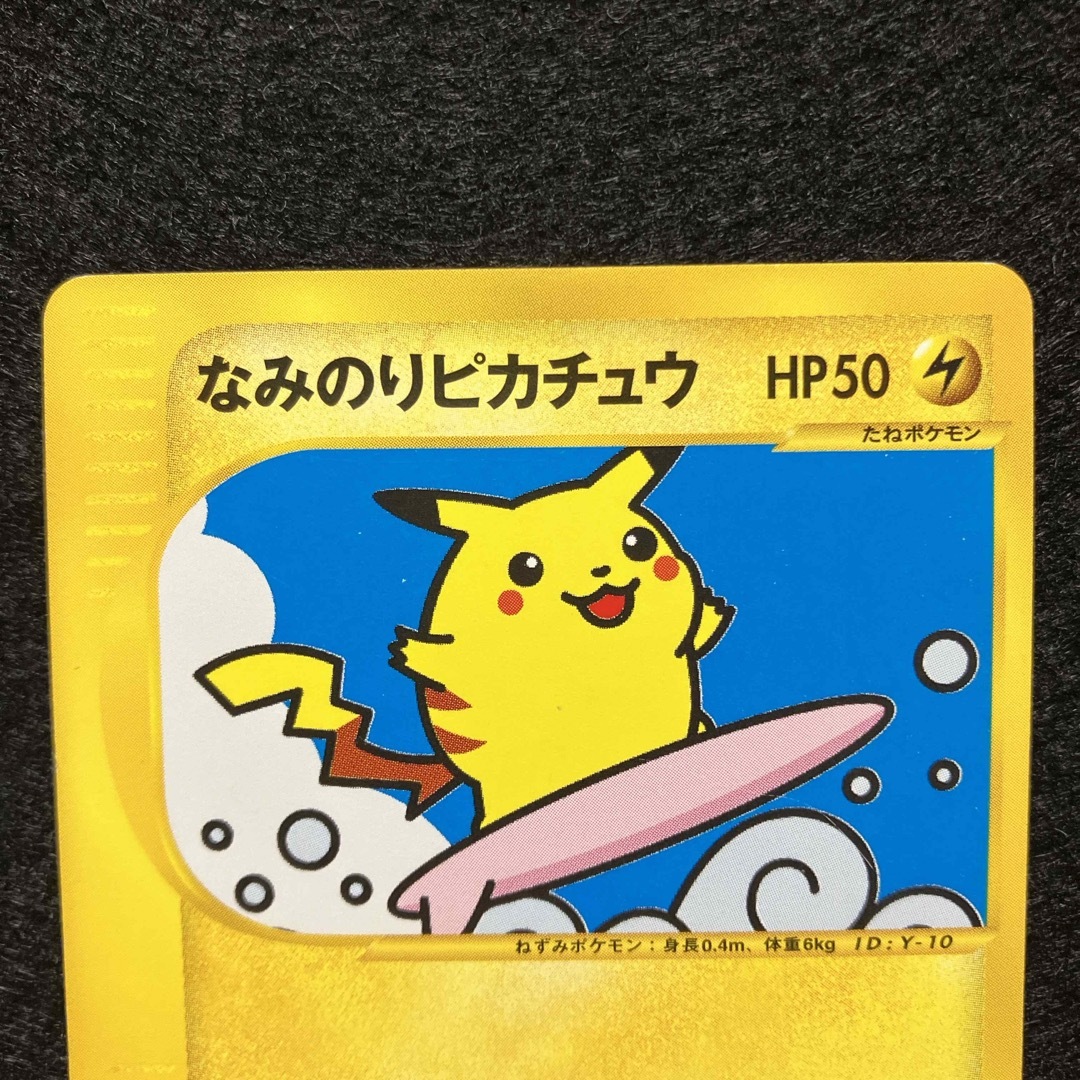 なみのりピカチュウ HP50
たねポケモン
ねずみポケモン：身長0.4m、体重6kg ID:Y-10